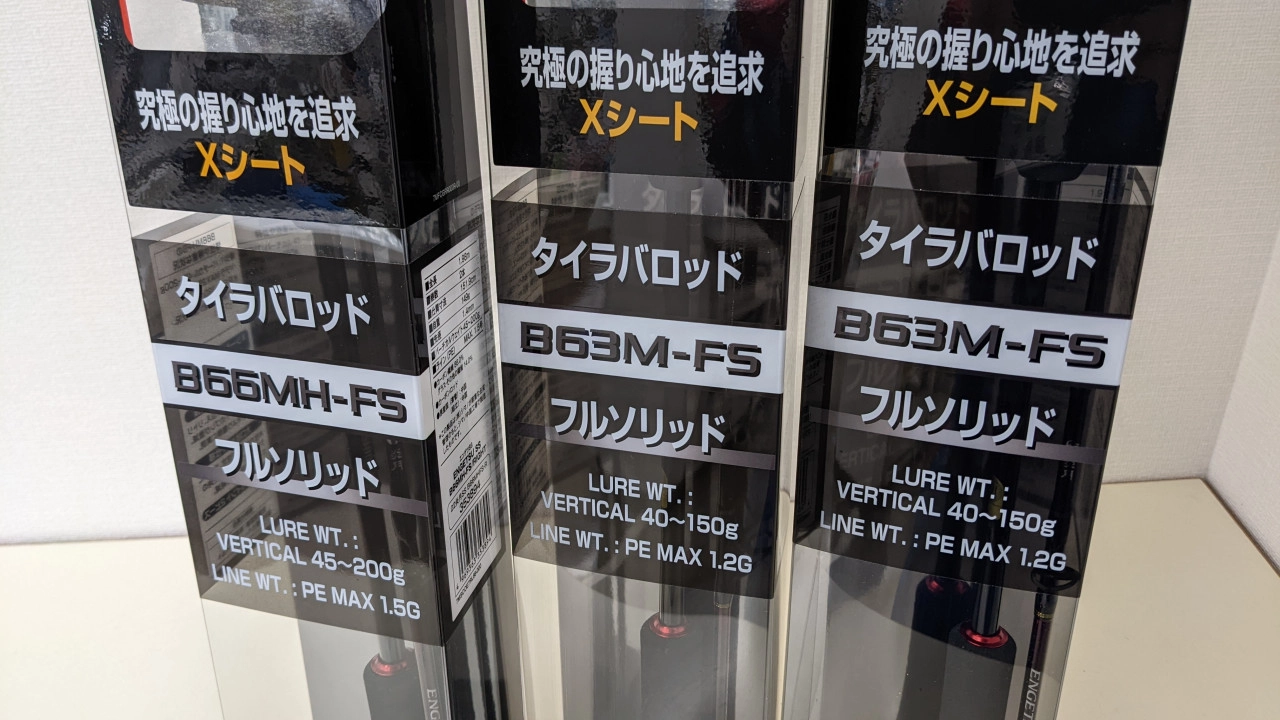 究極の握り心地を追求
Xシート
タイラバロッド
B66MH-FS
フルソリッド
LURE WT. :
VERTICAL 45~200g
LINE WT. : PE MAX 1.5G
究極の握り心地を追求
Xシート
タイラバロッド
B63M-FS
フルソリッド
LURE WT. :
VERTICAL 40~150g
LINE WT. : PE MAX 1.2G
究極の握り心地を追求
Xシート
タイラバロッド
B63M-FS
フルソリッド
LURE WT. :
VERTICAL 40~150g
LINE WT. : PE MAX 1.2G